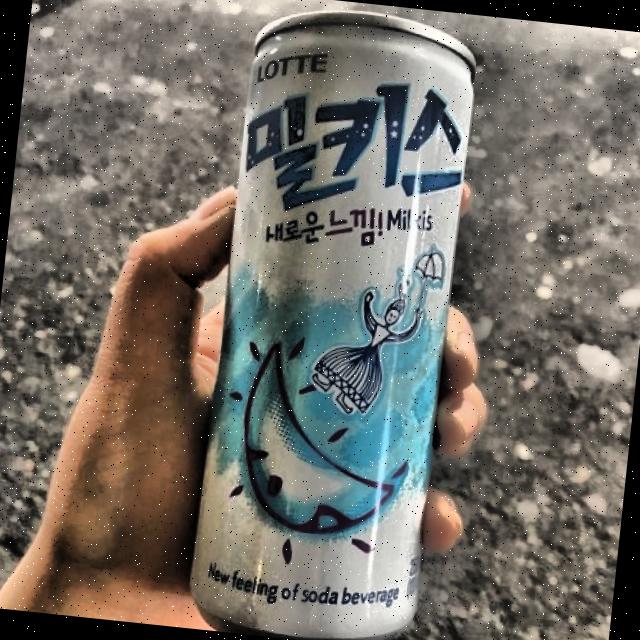 LOTTE
밀키스
새로운 느낌! Milkis
New feeling of soda beverage